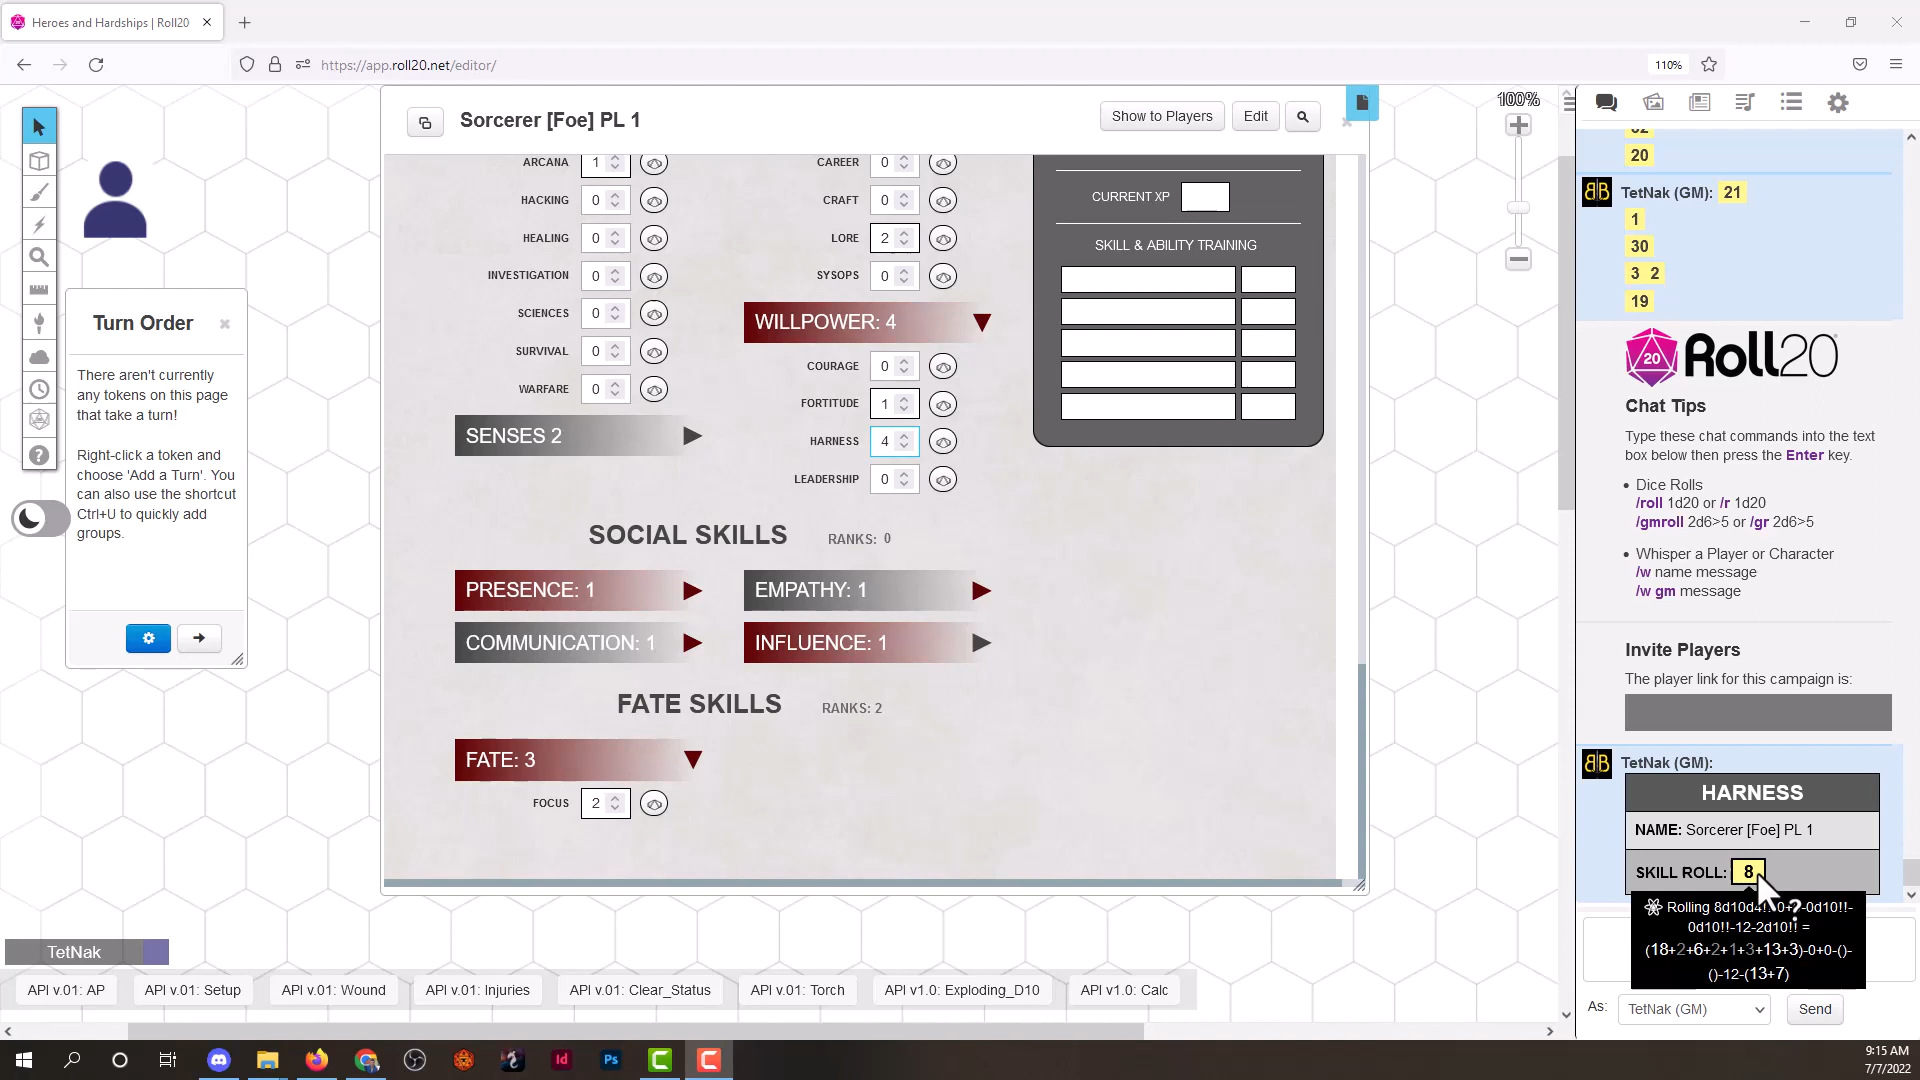 Heroes and Hardships | Roll20
https://app.roll20.net/editor/
110%
Sorcerer [Foe] PL 1
Show to Players
Edit
100%
ARCANA 1
HACKING 0
HEALING 0
INVESTIGATION 0
SCIENCES 0
SURVIVAL 0
WARFARE 0
SENSES 2
CAREER 0
CRAFT 0
LORE 2
SYSOPS 0
WILLPOWER: 4
COURAGE 0
FORTITUDE 1
HARNESS 4
LEADERSHIP 0
CURRENT XP
SKILL & ABILITY TRAINING
SOCIAL SKILLS RANKS: 0
PRESENCE: 1
EMPATHY: 1
COMMUNICATION: 1
INFLUENCE: 1
FATE SKILLS RANKS: 2
FATE: 3
FOCUS 2
Turn Order
There aren't currently
any tokens on this page
that take a turn!
Right-click a token and
choose 'Add a Turn'. You
can also use the shortcut
Ctrl+U to quickly add
groups.
TetNak
API v.01: AP
API v.01: Setup
API v.01: Wound
API v.01: Injuries
API v.01: Clear_Status
API v.01: Torch
API v1.0: Exploding_D10
API v1.0: Calc
20
TetNak (GM): 21
1
30
3 2
19
20 Roll20
Chat Tips
Type these chat commands into the text
box below then press the Enter key.
• Dice Rolls
/roll 1d20 or /r 1d20
/gmroll 2d6>5 or /gr 2d6>5
• Whisper a Player or Character
/w name message
/w gm message
Invite Players
The player link for this campaign is:
TetNak (GM):
HARNESS
NAME: Sorcerer [Foe] PL 1
SKILL ROLL: 8
0d10!!-12-2d10!! =
(18+2+6+2+1+3+13+3)-0+0-()-
()-12-(13+7)
As: TetNak (GM)
Send
Id
Ps
9:15 AM
7/7/2022